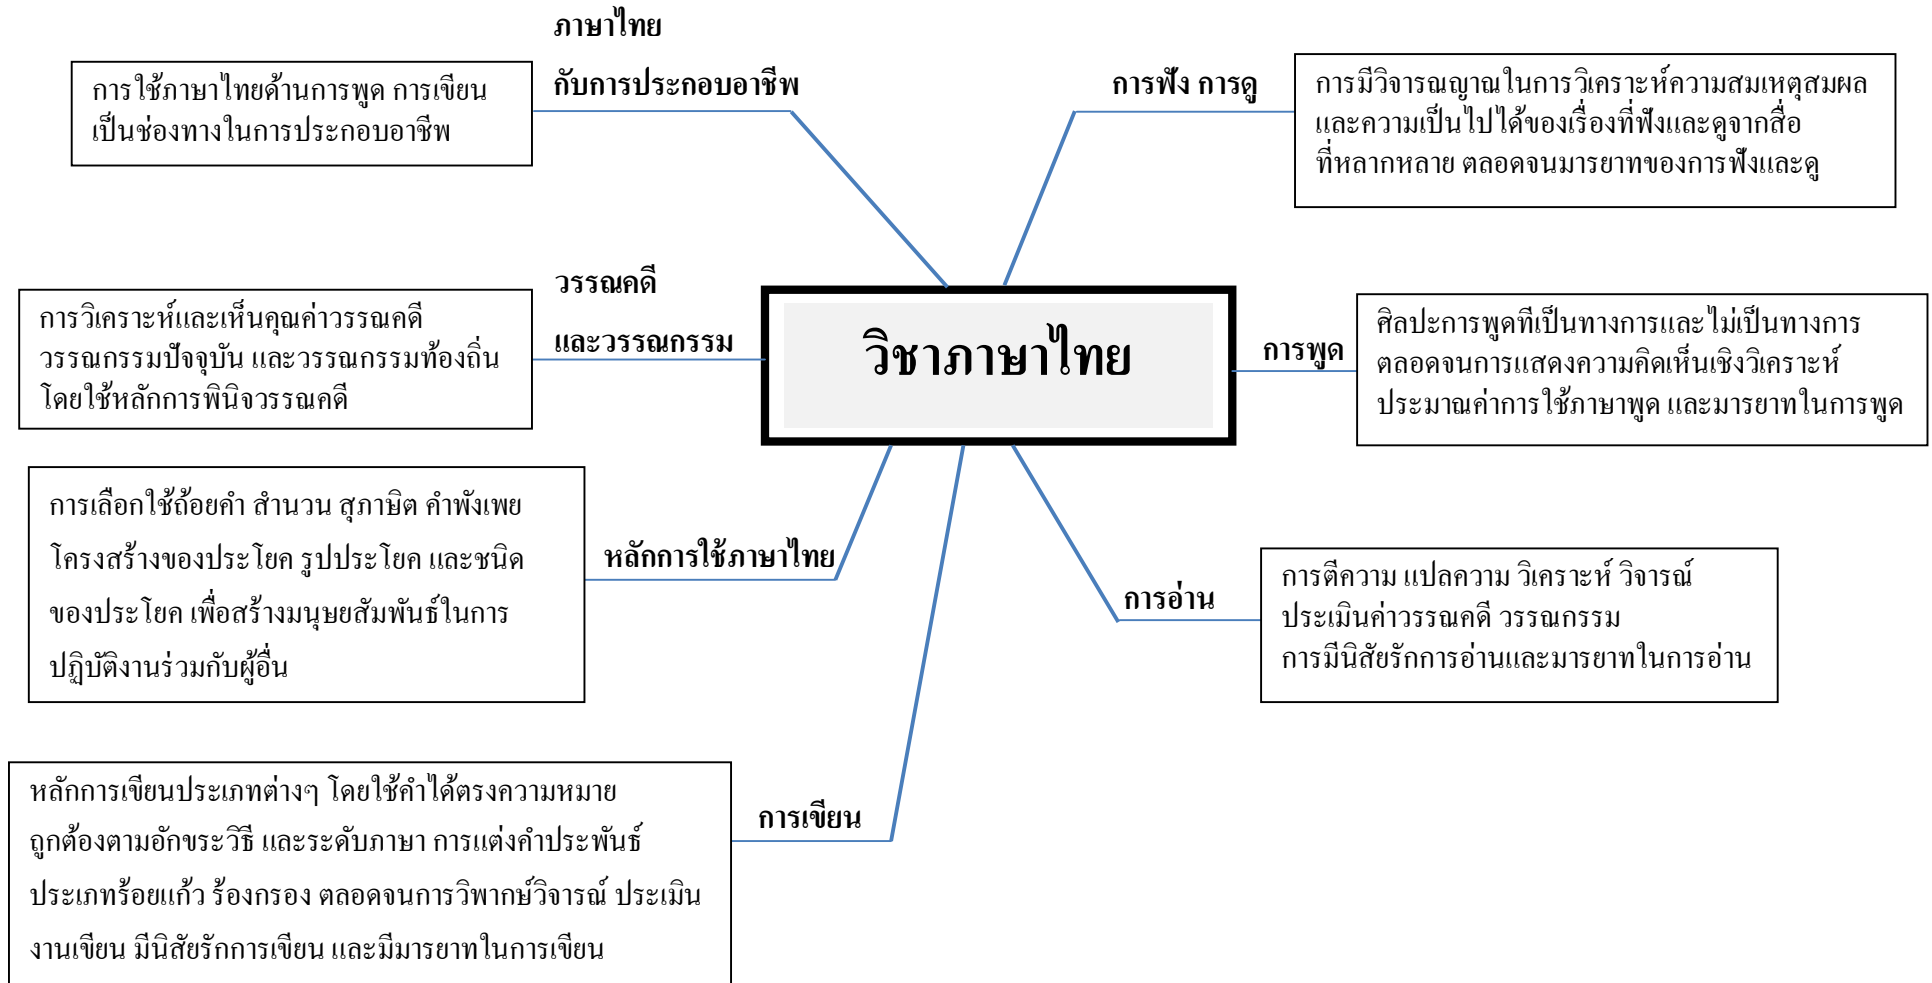 ภาษาไทย
กับการประกอบอาชีพ
การใช้ภาษาไทยด้านการพูด การเขียน
เป็นช่องทางในการประกอบอาชีพ
การฟัง การดู
การมีวิจารณญาณในการวิเคราะห์ความสมเหตุสมผล
และความเป็นไปได้ของเรื่องที่ฟังและดูจากสื่อ
ที่หลากหลาย ตลอดจนมารยาทของการฟังและดู
วรรณคดี
และวรรณกรรม
การวิเคราะห์และเห็นคุณค่าวรรณคดี
วรรณกรรมปัจจุบัน และวรรณกรรมท้องถิ่น
โดยใช้หลักการพินิจวรรณคดี
วิชาภาษาไทย
การพูด
ศิลปะการพูดทีเป็นทางการและไม่เป็นทางการ
ตลอดจนการแสดงความคิดเห็นเชิงวิเคราะห์
ประมาณค่าการใช้ภาษาพูด และมารยาทในการพูด
การเลือกใช้ถ้อยคำ สำนวน สุภาษิต คำพังเพย
โครงสร้างของประโยค รูปประโยค และชนิด
ของประโยค เพื่อสร้างมนุษยสัมพันธ์ในการ
ปฏิบัติงานร่วมกับผู้อื่น
หลักการใช้ภาษาไทย
การอ่าน
การตีความ แปลความ วิเคราะห์ วิจารณ์
ประเมินค่าวรรณคดี วรรณกรรม
การมีนิสัยรักการอ่านและมารยาทในการอ่าน
หลักการเขียนประเภทต่างๆ โดยใช้คำได้ตรงความหมาย
ถูกต้องตามอักขระวิธี และระดับภาษา การแต่งคำประพันธ์
ประเภทร้อยแก้ว ร้องกรอง ตลอดจนการวิพากษ์วิจารณ์ ประเมิน
งานเขียน มีนิสัยรักการเขียน และมีมารยาทในการเขียน
การเขียน